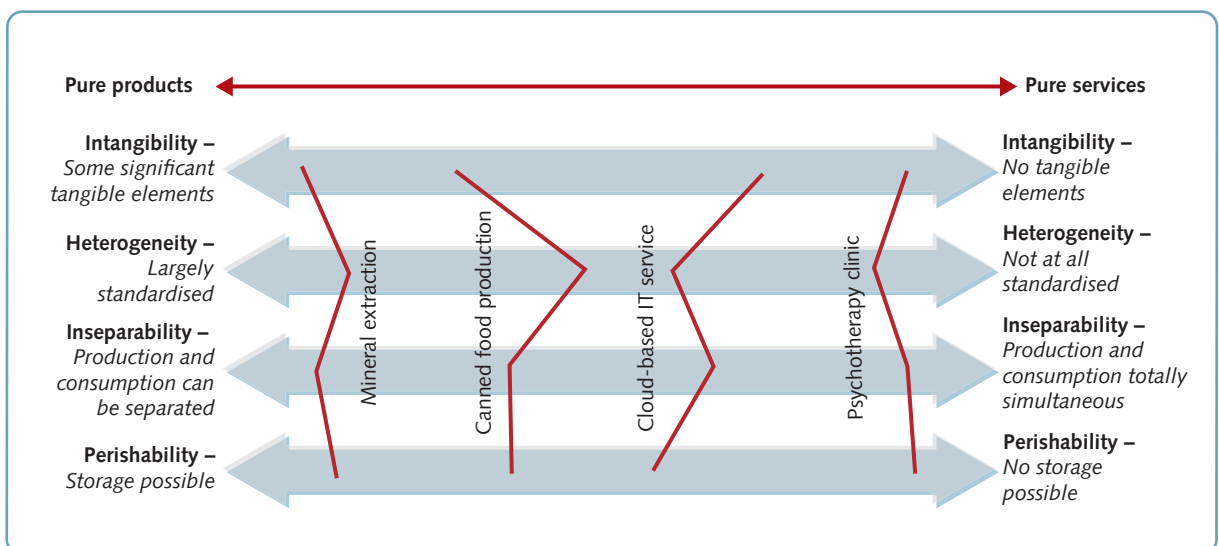 Pure products
Pure services
Intangibility –
Some significant
tangible elements
Intangibility –
No tangible
elements
Heterogeneity –
Largely
standardised
Heterogeneity –
Not at all
standardised
Inseparability –
Production and
consumption can
be separated
Inseparability –
Production and
consumption totally
simultaneous
Perishability –
Storage possible
Perishability –
No storage
possible
Mineral extraction
Canned food production
Cloud-based IT service
Psychotherapy clinic